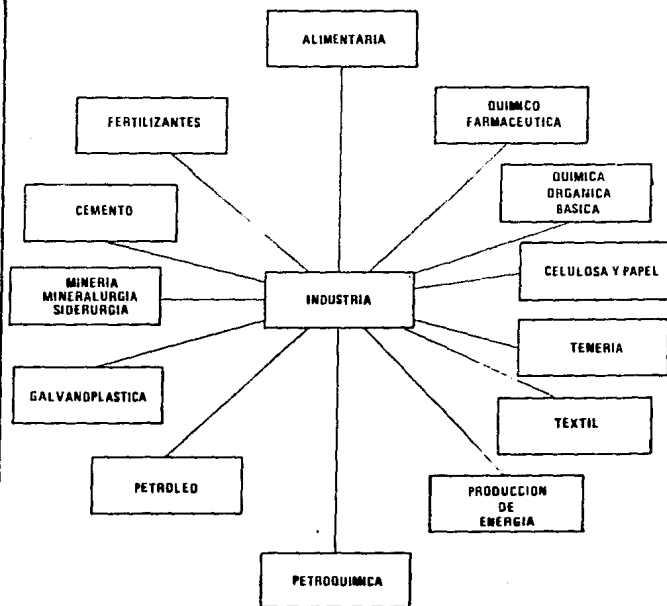 ALIMENTARIA
FERTILIZANTES
QUIMICO
FARMACEUTICA
QUIMICA
ORGANICA
BASICA
CEMENTO
CELULOSA Y PAPEL
MINERIA
MINERALURGIA
SIDERURGIA
INDUSTRIA
TENERIA
GALVANOPLASTICA
TEXTIL
PETROLEO
PRODUCCION
DE
ENERGIA
PETROQUIMICA